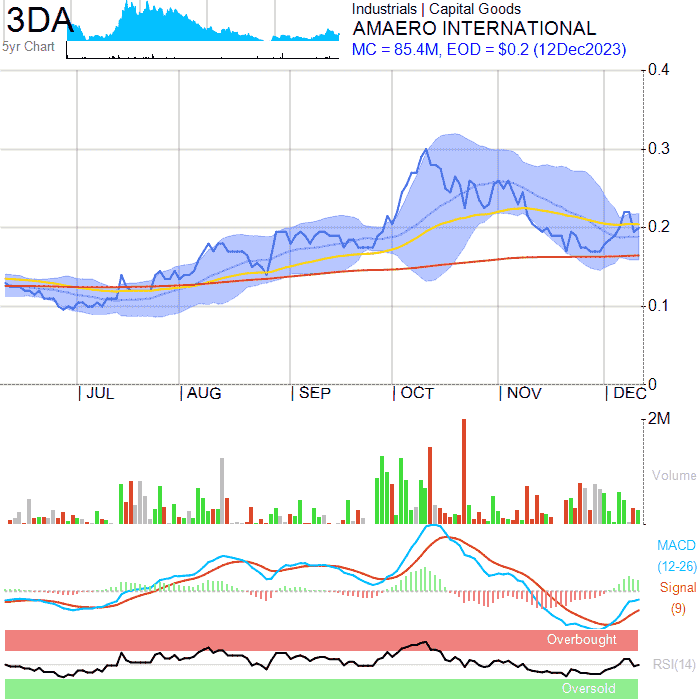 3DA
5yr Chart
Industrials | Capital Goods
AMAERO INTERNATIONAL
MC = 85.4M, EOD = $0.2 (12Dec2023)
0.4
0.3
0.2
0.1
0
| JUL | AUG | SEP | OCT | NOV | DEC
2M
Volume
MACD
(12-26)
Signal
(9)
Overbought
RSI(14)
Oversold